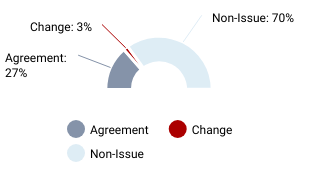 Non-Issue: 70%
Change: 3%
Agreement:
27%
Agreement
Change
Non-Issue